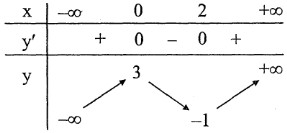 x −∞ 0 2 +∞
y′ + 0 − 0 +
3 +∞
y
−∞ −1